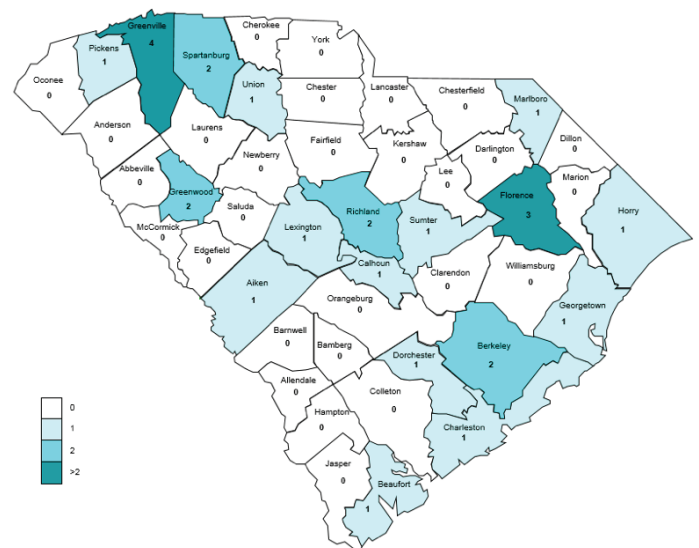 Greenville
4
Cherokee
0
York
0
Pickens
1
Spartanburg
2
Oconee
0
Union
1
Chester
0
Lancaster
0
Chesterfield
0
Marlboro
1
Anderson
0
Laurens
0
Fairfield
0
Kershaw
0
Darlington
0
Dillon
0
Abbeville
0
Newberry
0
Lee
0
Marion
0
Greenwood
2
Saluda
0
Richland
2
Florence
3
McCormick
0
Lexington
1
Sumter
1
Horry
1
Edgefield
0
Calhoun
1
Clarendon
0
Williamsburg
0
Aiken
1
Orangeburg
0
Georgetown
1
Barnwell
0
Bamberg
0
Dorchester
1
Berkeley
2
Allendale
0
Colleton
0
Hampton
0
Charleston
1
Jasper
0
Beaufort
1
0
1
2
>2